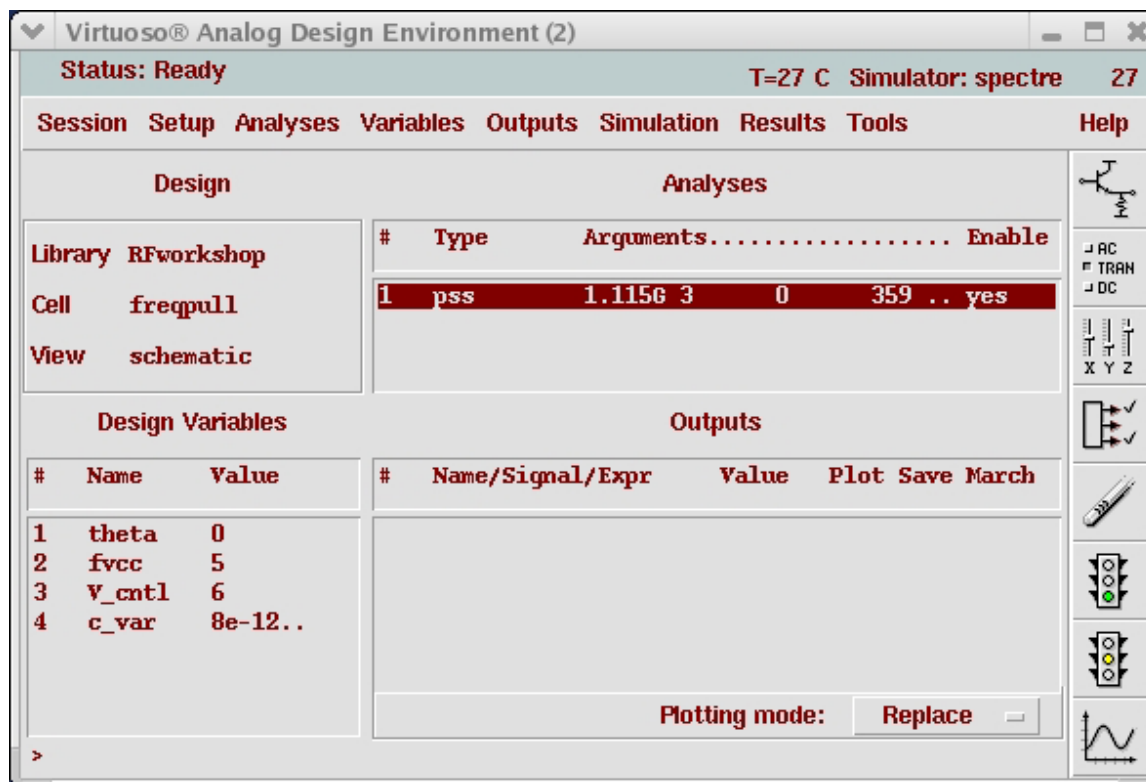 Virtuoso® Analog Design Environment (2)
Status: Ready T=27 C Simulator: spectre 27
Session Setup Analyses Variables Outputs Simulation Results Tools Help
Design
Library RFworkshop
Cell freqpull
View schematic
Analyses
# Type Arguments................... Enable
1 pss 1.115G 3 0 359 .. yes
Design Variables
# Name Value
1 theta 0
2 fvcc 5
3 V_cntl 6
4 c_var 8e-12..
Outputs
# Name/Signal/Expr Value Plot Save March
Plotting mode: Replace
>
AC
TRAN
DC
X Y Z